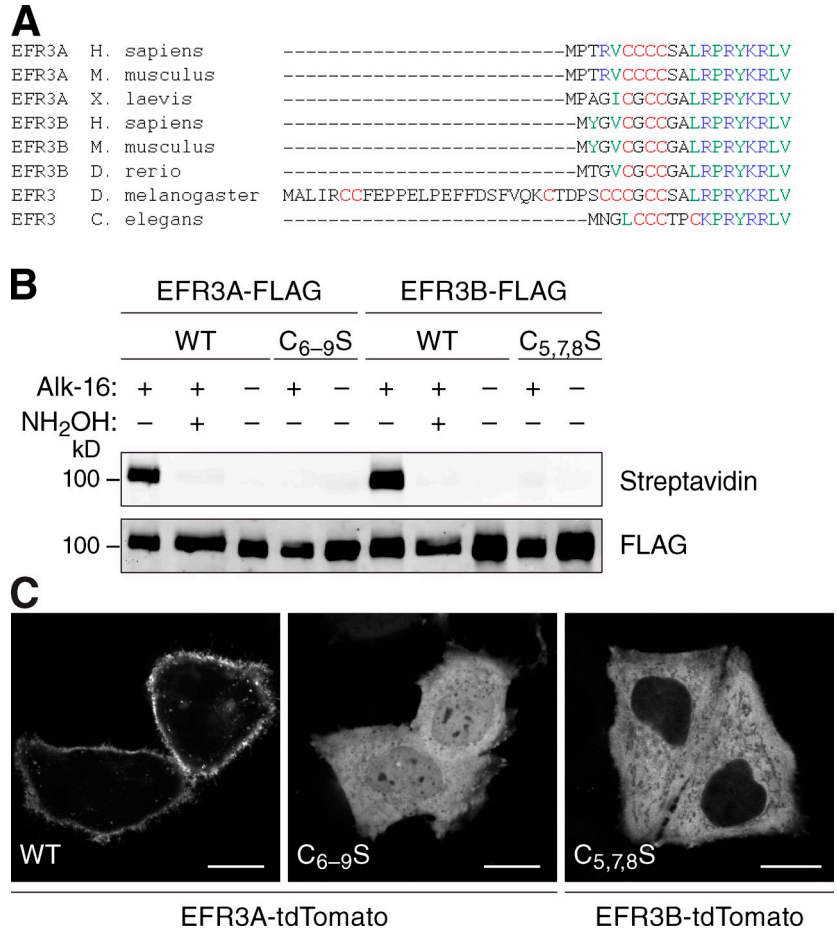 A
EFR3A H. sapiens -----------------------------MPTRVCCCCSALRPRYKRLV
EFR3A M. musculus -----------------------------MPTRVCCCCSALRPRYKRLV
EFR3A X. laevis -----------------------------MPAGICGCCGALRPRYKRLV
EFR3B H. sapiens ------------------------------MYGVCGCCGALRPRYKRLV
EFR3B M. musculus ------------------------------MYGVCGCCGALRPRYKRLV
EFR3B D. rerio ------------------------------MTGVCGCCGALRPRYKRLV
EFR3 D. melanogaster MALIRCCFEPPELPEFFDSFVQKCTDPSCCCGCCSALRPRYKRLV
EFR3 C. elegans -------------------------------MNGLCCCTPCKPRYRRLV
B
EFR3A-FLAG EFR3B-FLAG
WT C6–9S WT C5,7,8S
Alk-16: + + – + – + + – + –
NH2OH: – + – – – – + – – –
kD
100 – Streptavidin
100 – FLAG
C
WT C6–9S C5,7,8S
EFR3A-tdTomato EFR3B-tdTomato